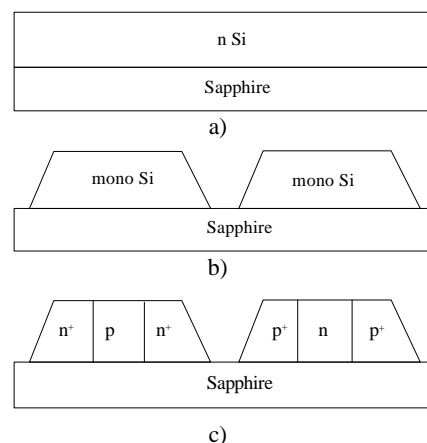 n Si
Sapphire
a)
mono Si mono Si
Sapphire
b)
n⁺ p n⁺ p⁺ n p⁺
Sapphire
c)